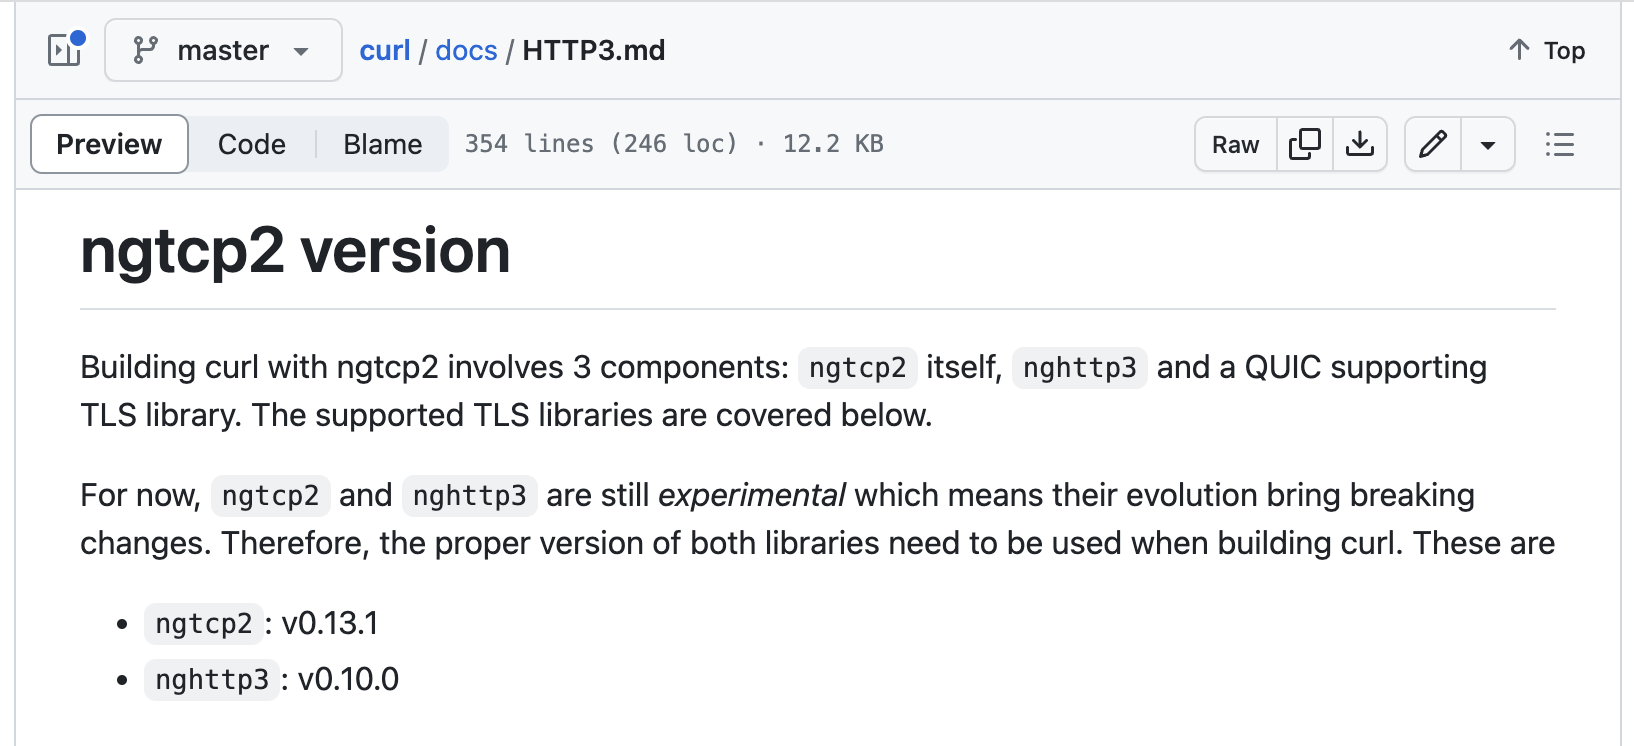 master curl / docs / HTTP3.md Top
Preview Code Blame 354 lines (246 loc) · 12.2 KB Raw
ngtcp2 version
Building curl with ngtcp2 involves 3 components: ngtcp2 itself, nghttp3 and a QUIC supporting
TLS library. The supported TLS libraries are covered below.
For now, ngtcp2 and nghttp3 are still experimental which means their evolution bring breaking
changes. Therefore, the proper version of both libraries need to be used when building curl. These are
• ngtcp2 : v0.13.1
• nghttp3 : v0.10.0